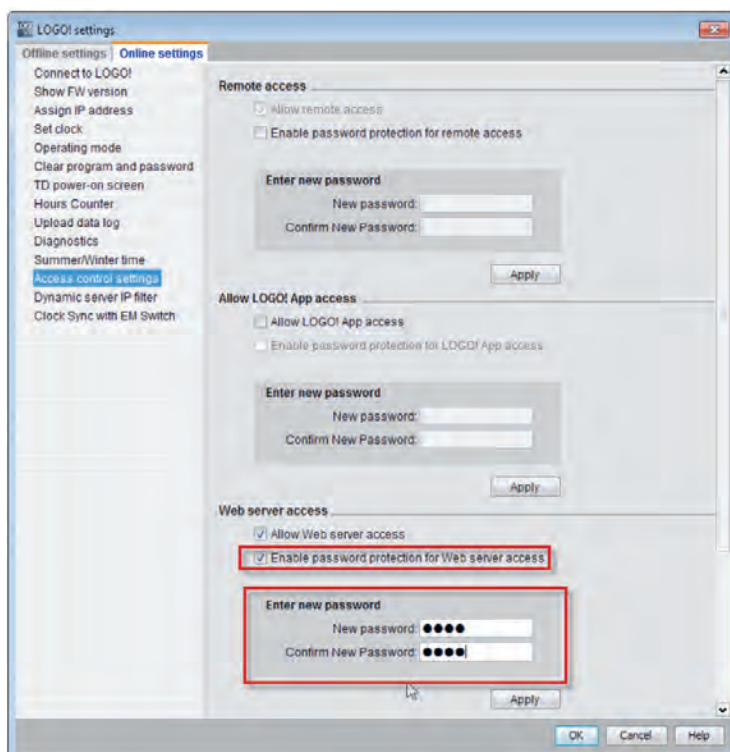 LOGO! settings
Offline settings Online settings
Connect to LOGO!
Show FW version
Assign IP address
Set clock
Operating mode
Clear program and password
TD power-on screen
Hours Counter
Upload data log
Diagnostics
Summer/Winter time
Access control settings
Dynamic server IP filter
Clock Sync with EM Switch
Remote access
Allow remote access
Enable password protection for remote access
Enter new password
New password:
Confirm New Password:
Apply
Allow LOGO! App access
Allow LOGO! App access
Enable password protection for LOGO! App access
Enter new password
New password:
Confirm New Password:
Apply
Web server access
Allow Web server access
Enable password protection for Web server access
Enter new password
New password: ●●●●
Confirm New Password: ●●●●
Apply
OK Cancel Help